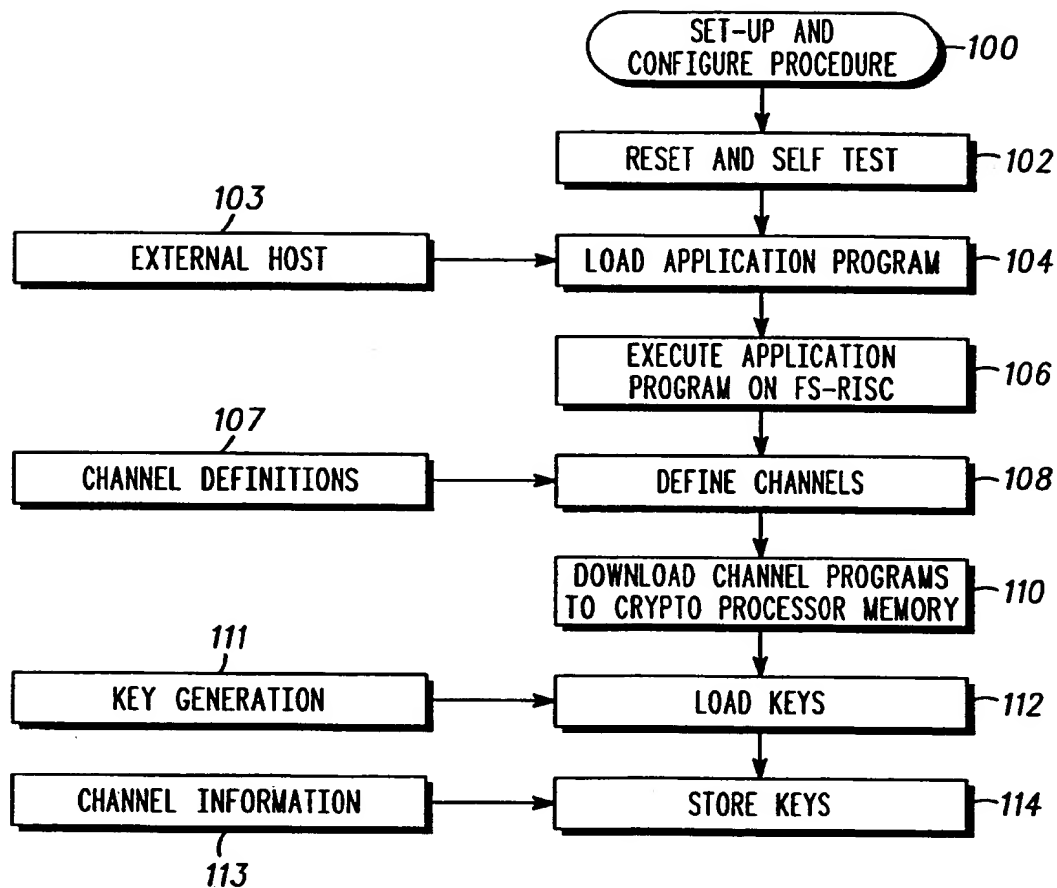 SET-UP AND
CONFIGURE PROCEDURE
100
RESET AND SELF TEST
102
103
EXTERNAL HOST
LOAD APPLICATION PROGRAM
104
EXECUTE APPLICATION
PROGRAM ON FS-RISC
106
107
CHANNEL DEFINITIONS
DEFINE CHANNELS
108
DOWNLOAD CHANNEL PROGRAMS
TO CRYPTO PROCESSOR MEMORY
110
111
KEY GENERATION
LOAD KEYS
112
CHANNEL INFORMATION
STORE KEYS
114
113